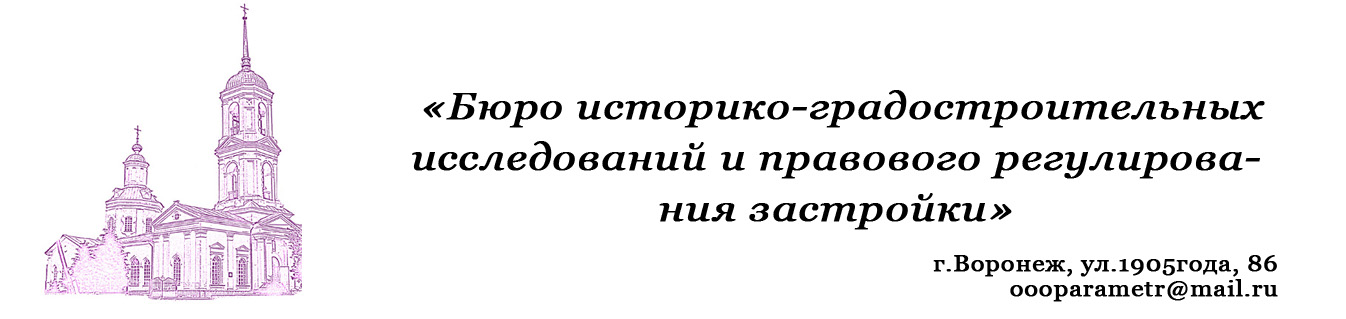 «Бюро историко-градостроительных
исследований и правового регулирова-
ния застройки»
г.Воронеж, ул.1905года, 86
oooparametr@mail.ru